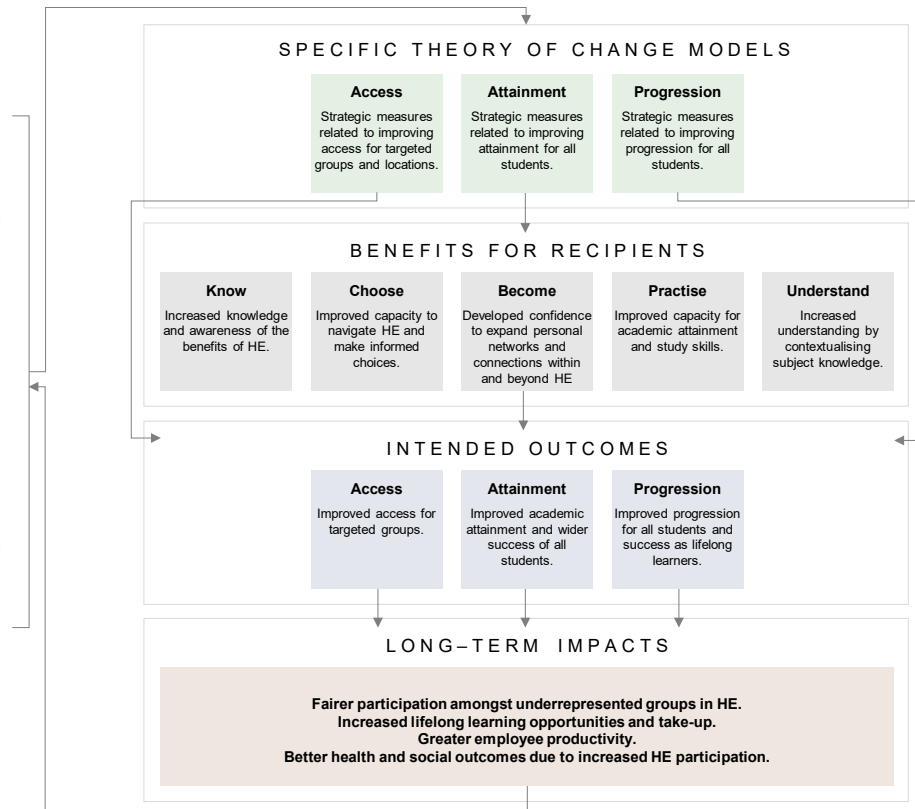 SPECIFIC THEORY OF CHANGE MODELS
Access
Strategic measures
related to improving
access for targeted
groups and locations.
Attainment
Strategic measures
related to improving
attainment for all
students.
Progression
Strategic measures
related to improving
progression for all
students.
BENEFITS FOR RECIPIENTS
Know
Increased knowledge
and awareness of the
benefits of HE.
Choose
Improved capacity to
navigate HE and
make informed
choices.
Become
Developed confidence
to expand personal
networks and
connections within
and beyond HE
Practise
Improved capacity for
academic attainment
and study skills.
Understand
Increased
understanding by
contextualising
subject knowledge.
INTENDED OUTCOMES
Access
Improved access for
targeted groups.
Attainment
Improved academic
attainment and wider
success of all
students.
Progression
Improved progression
for all students and
success as lifelong
learners.
LONG–TERM IMPACTS
Fairer participation amongst underrepresented groups in HE.
Increased lifelong learning opportunities and take-up.
Greater employee productivity.
Better health and social outcomes due to increased HE participation.